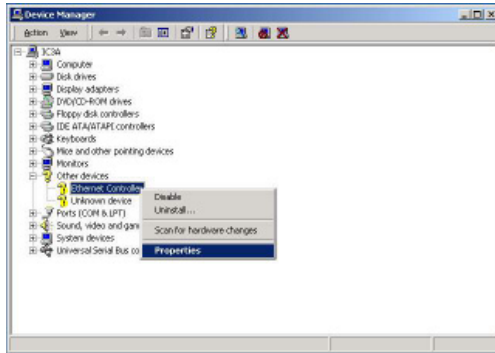 Device Manager
Action View
IC3A
Computer
Disk drives
Display adapters
DVD/CD-ROM drives
Floppy disk controllers
IDE ATA/ATAPI controllers
Keyboards
Mice and other pointing devices
Monitors
Other devices
Ethernet Controller
Unknown device
Ports (COM & LPT)
Sound, video and gam
System devices
Universal Serial Bus co
Disable
Uninstall...
Scan for hardware changes
Properties